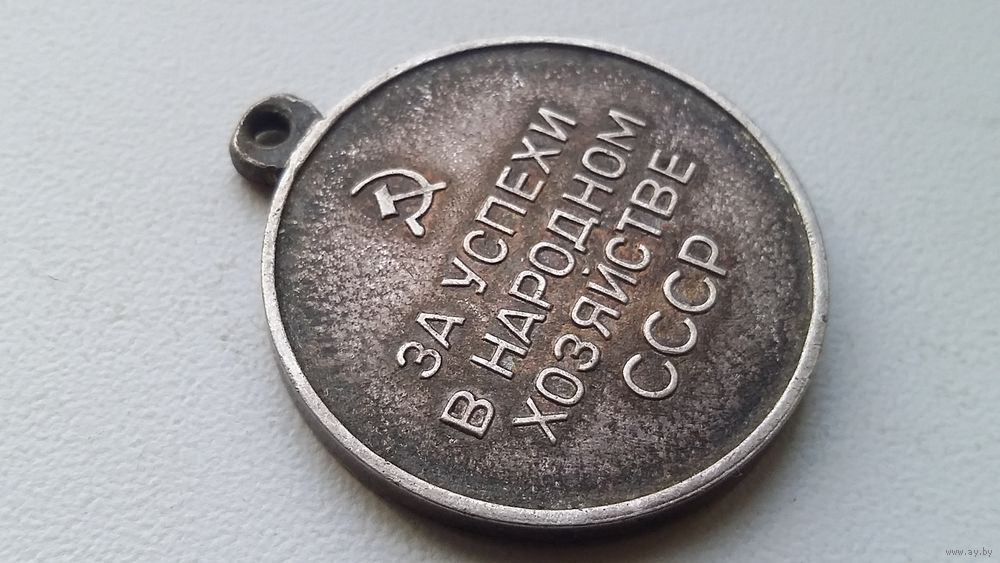 ЗА УСПЕХИ
В НАРОДНОМ
ХОЗЯЙСТВЕ
СССР
www.ay.by